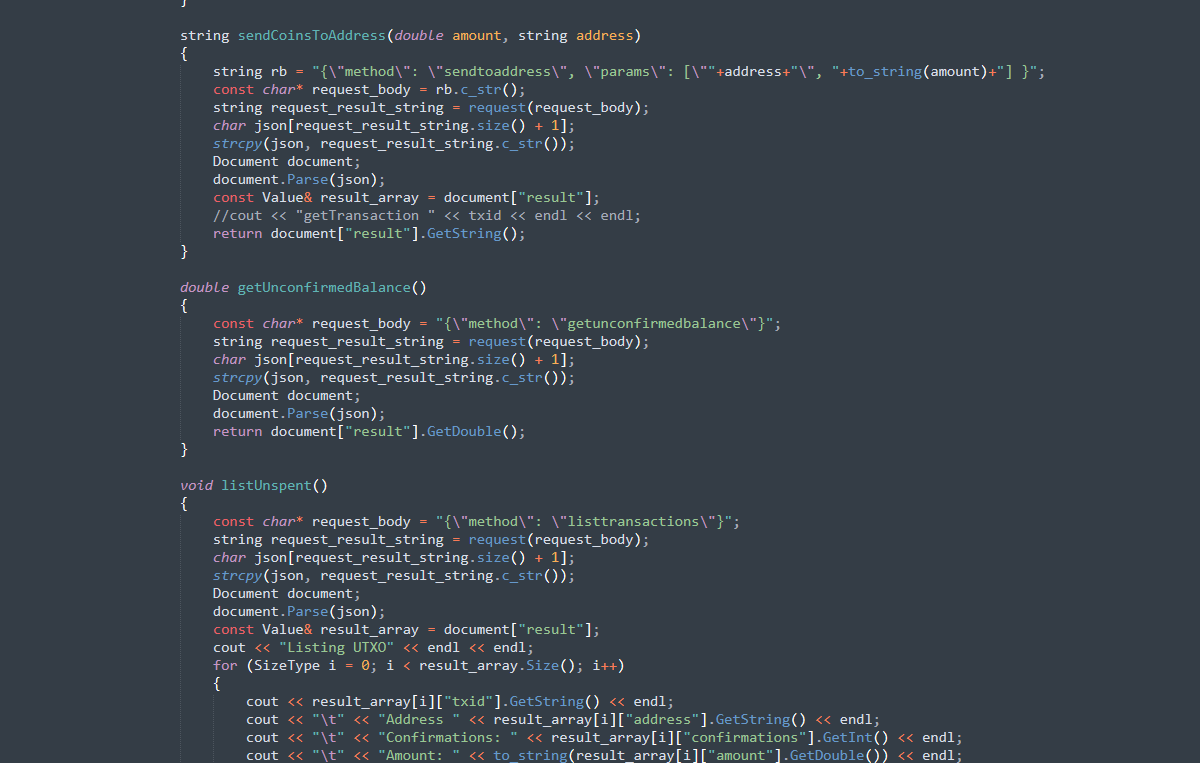 }
string sendCoinsToAddress(double amount, string address)
{
string rb = "{\"method\": \"sendtoaddress\", \"params\": [\""+address+"\", "+to_string(amount)+"] }";
const char* request_body = rb.c_str();
string request_result_string = request(request_body);
char json[request_result_string.size() + 1];
strcpy(json, request_result_string.c_str());
Document document;
document.Parse(json);
const Value& result_array = document["result"];
//cout << "getTransaction " << txid << endl << endl;
return document["result"].GetString();
}
double getUnconfirmedBalance()
{
const char* request_body = "{\"method\": \"getunconfirmedbalance\"}";
string request_result_string = request(request_body);
char json[request_result_string.size() + 1];
strcpy(json, request_result_string.c_str());
Document document;
document.Parse(json);
return document["result"].GetDouble();
}
void listUnspent()
{
const char* request_body = "{\"method\": \"listtransactions\"}";
string request_result_string = request(request_body);
char json[request_result_string.size() + 1];
strcpy(json, request_result_string.c_str());
Document document;
document.Parse(json);
const Value& result_array = document["result"];
cout << "Listing UTXO" << endl << endl;
for (SizeType i = 0; i < result_array.Size(); i++)
{
cout << result_array[i]["txid"].GetString() << endl;
cout << "\t" << "Address " << result_array[i]["address"].GetString() << endl;
cout << "\t" << "Confirmations: " << result_array[i]["confirmations"].GetInt() << endl;
cout << "\t" << "Amount: " << to_string(result_array[i]["amount"].GetDouble()) << endl;